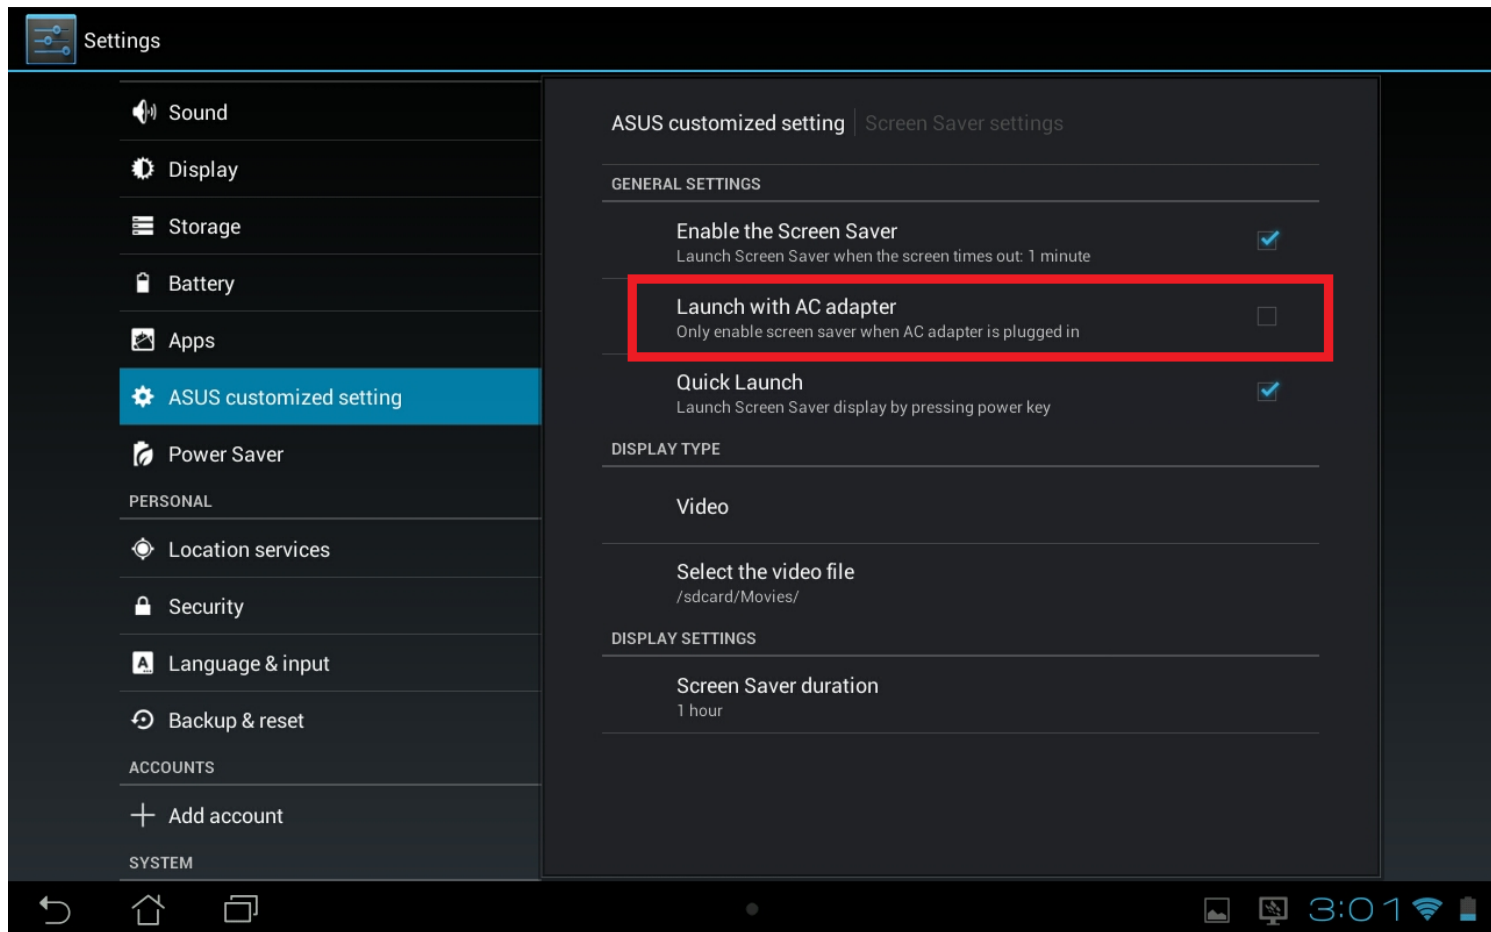 Settings
Sound
Display
Storage
Battery
Apps
ASUS customized setting
Power Saver
PERSONAL
Location services
Security
Language & input
Backup & reset
ACCOUNTS
Add account
SYSTEM
ASUS customized setting Screen Saver settings
GENERAL SETTINGS
Enable the Screen Saver
Launch Screen Saver when the screen times out: 1 minute
Launch with AC adapter
Only enable screen saver when AC adapter is plugged in
Quick Launch
Launch Screen Saver display by pressing power key
DISPLAY TYPE
Video
Select the video file
/sdcard/Movies/
DISPLAY SETTINGS
Screen Saver duration
1 hour
3:01